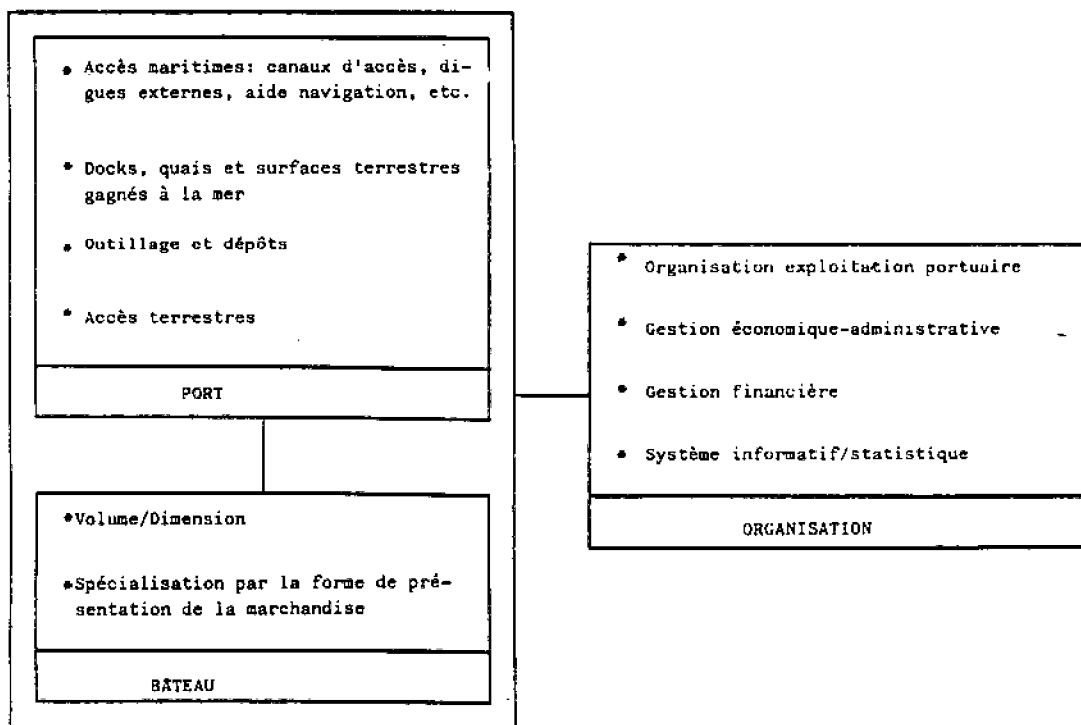 • Accès maritimes: canaux d'accès, di-
gues externes, aide navigation, etc.
• Docks, quais et surfaces terrestres
gagnés à la mer
• Outillage et dépôts
• Accès terrestres
PORT
•Volume/Dimension
•Spécialisation par la forme de pré-
sentation de la marchandise
BÂTEAU
• Organisation exploitation portuaire
• Gestion économique-administrative
• Gestion financière
• Système informatif/statistique
ORGANISATION